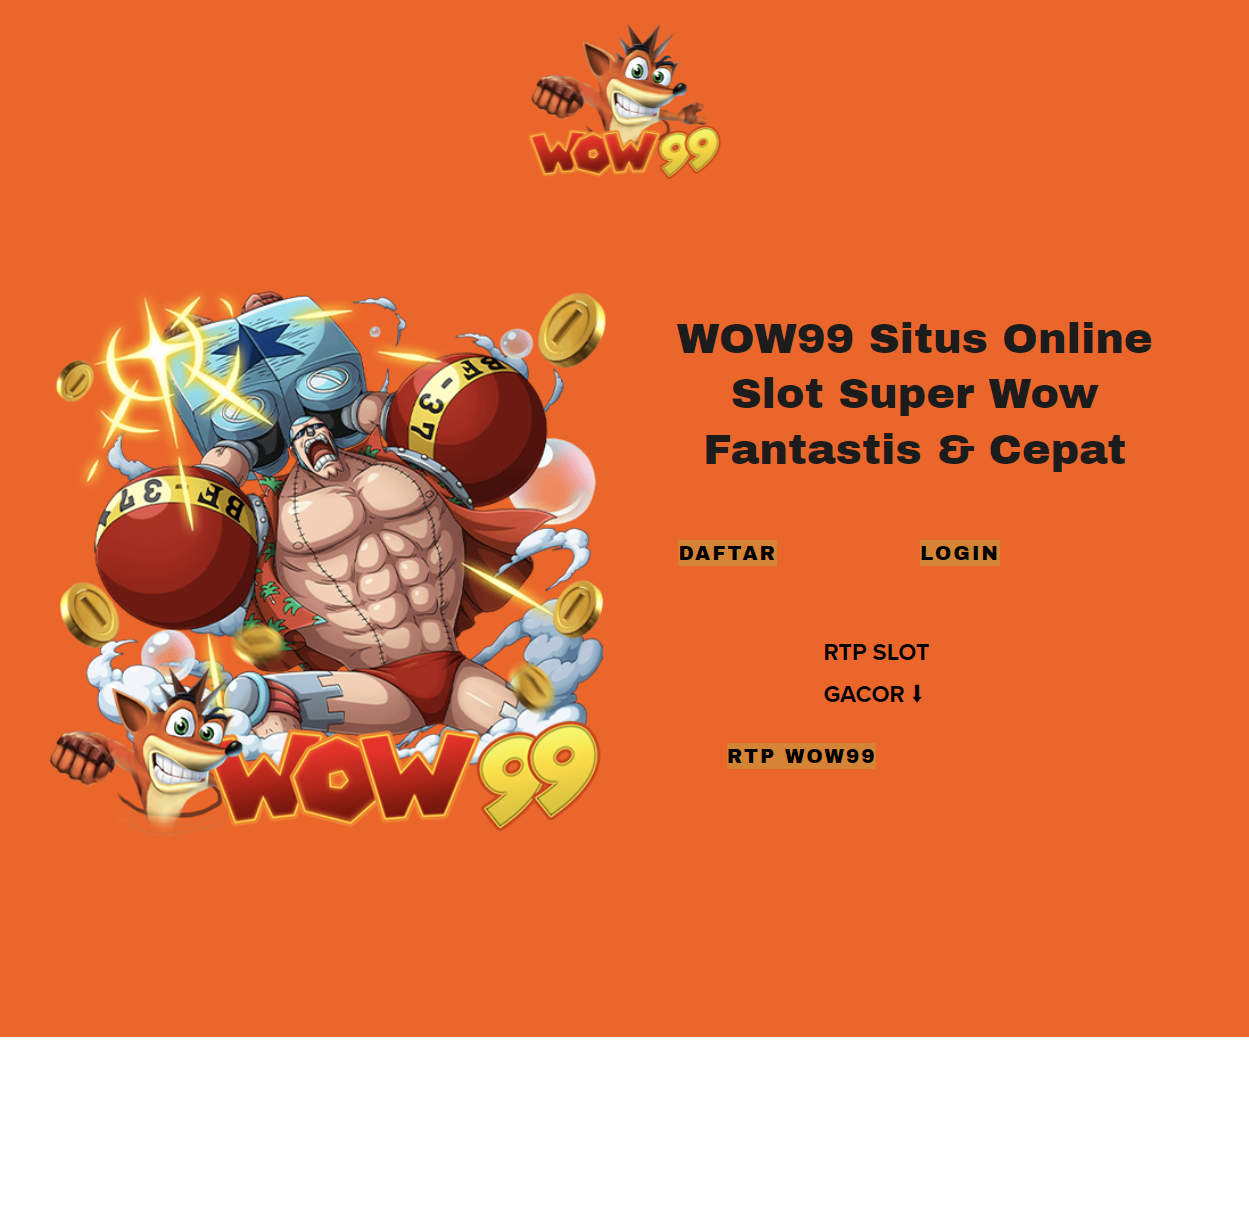 WOW99
WOW99 Situs Online
Slot Super Wow
Fantastis & Cepat
BF-37
BF-37
DAFTAR
LOGIN
RTP SLOT
GACOR ⬇
RTP WOW99
WOW99